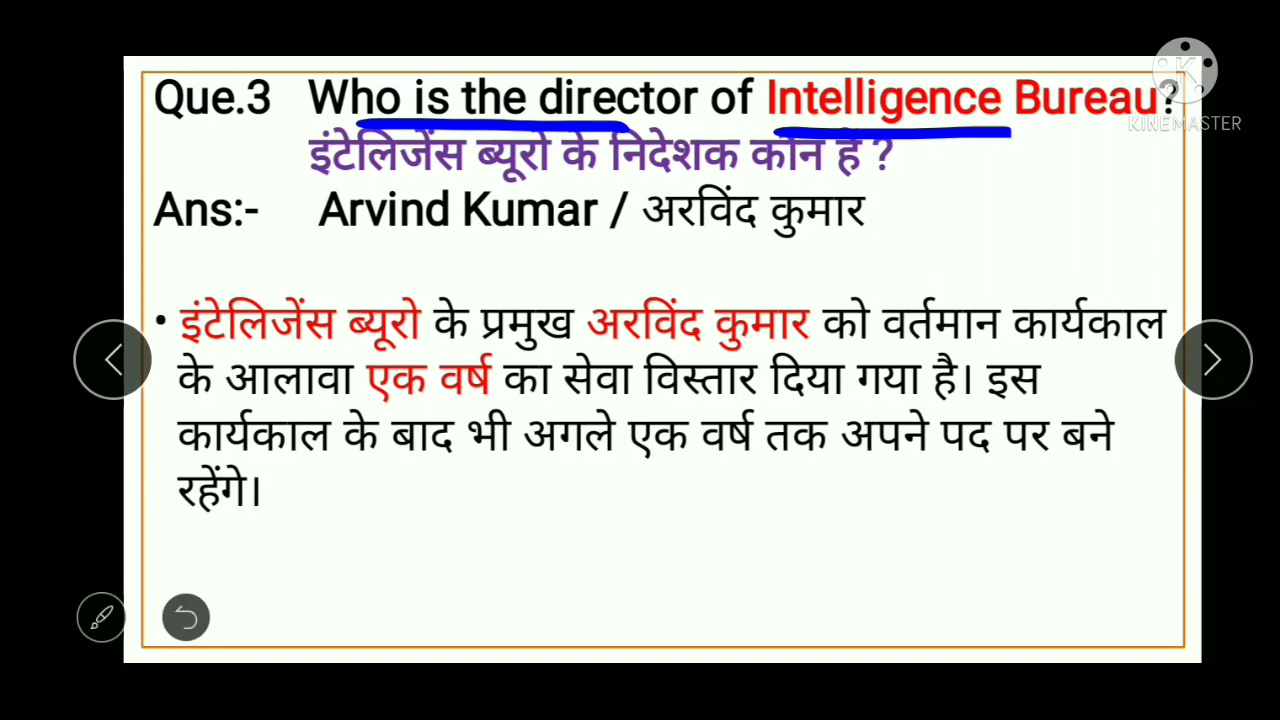 Que.3 Who is the director of Intelligence Bureau?
इंटेलिजेंस ब्यूरो के निदेशक कौन हैं ?
Ans:- Arvind Kumar / अरविंद कुमार
• इंटेलिजेंस ब्यूरो के प्रमुख अरविंद कुमार को वर्तमान कार्यकाल
के आलावा एक वर्ष का सेवा विस्तार दिया गया है। इस
कार्यकाल के बाद भी अगले एक वर्ष तक अपने पद पर बने
रहेंगे।
K
KINEMASTER